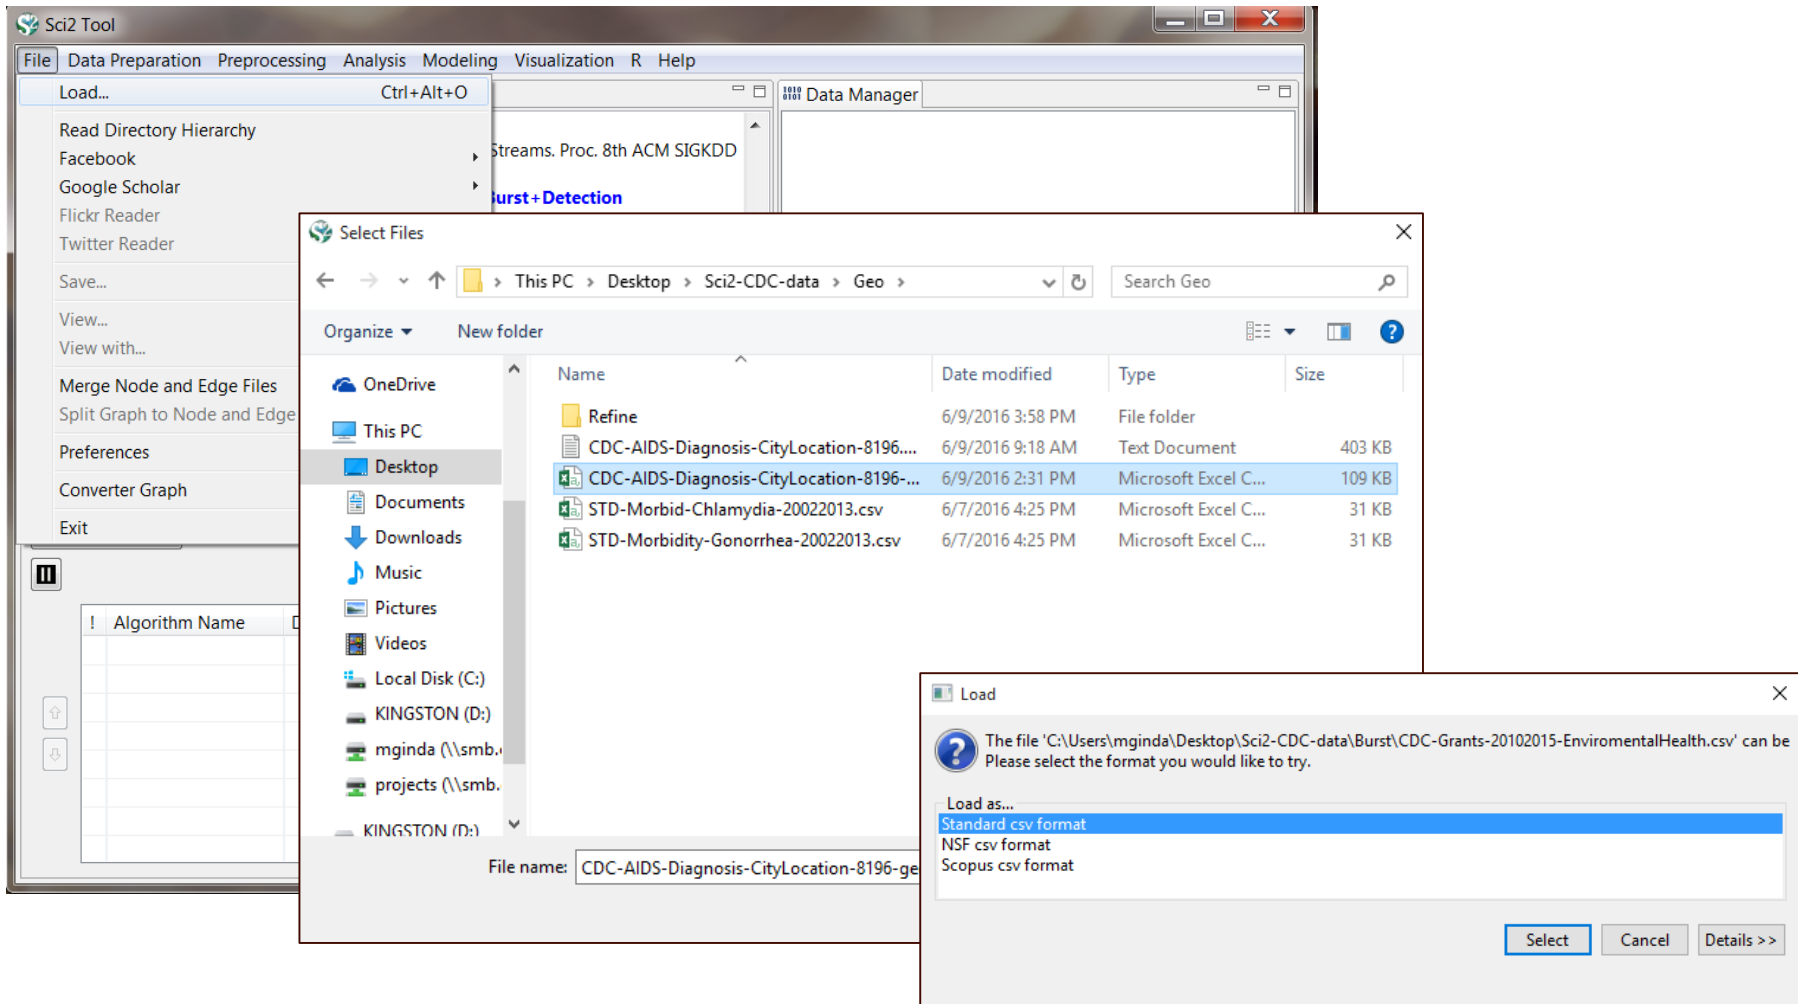 Sci2 Tool
File Data Preparation Preprocessing Analysis Modeling Visualization R Help
Load... Ctrl+Alt+O
Read Directory Hierarchy
Facebook
Google Scholar
Flickr Reader
Twitter Reader
Save...
View...
View with...
Merge Node and Edge Files
Split Graph to Node and Edge
Preferences
Converter Graph
Exit
Data Manager
Streams. Proc. 8th ACM SIGKDD
Burst+Detection
! Algorithm Name D
Select Files
This PC > Desktop > Sci2-CDC-data > Geo >
Search Geo
Organize New folder
OneDrive
This PC
Desktop
Documents
Downloads
Music
Pictures
Videos
Local Disk (C:)
KINGSTON (D:)
mginda (\\smb.
projects (\\smb.
KINGSTON (D:)
Name Date modified Type Size
Refine 6/9/2016 3:58 PM File folder
CDC-AIDS-Diagnosis-CityLocation-8196.... 6/9/2016 9:18 AM Text Document 403 KB
CDC-AIDS-Diagnosis-CityLocation-8196-... 6/9/2016 2:31 PM Microsoft Excel C... 109 KB
STD-Morbid-Chlamydia-20022013.csv 6/7/2016 4:25 PM Microsoft Excel C... 31 KB
STD-Morbidity-Gonorrhea-20022013.csv 6/7/2016 4:25 PM Microsoft Excel C... 31 KB
File name: CDC-AIDS-Diagnosis-CityLocation-8196-ge
Load
The file 'C:\Users\mginda\Desktop\Sci2-CDC-data\Burst\CDC-Grants-20102015-EnviromentalHealth.csv' can be
Please select the format you would like to try.
Load as...
Standard csv format
NSF csv format
Scopus csv format
Select Cancel Details >>